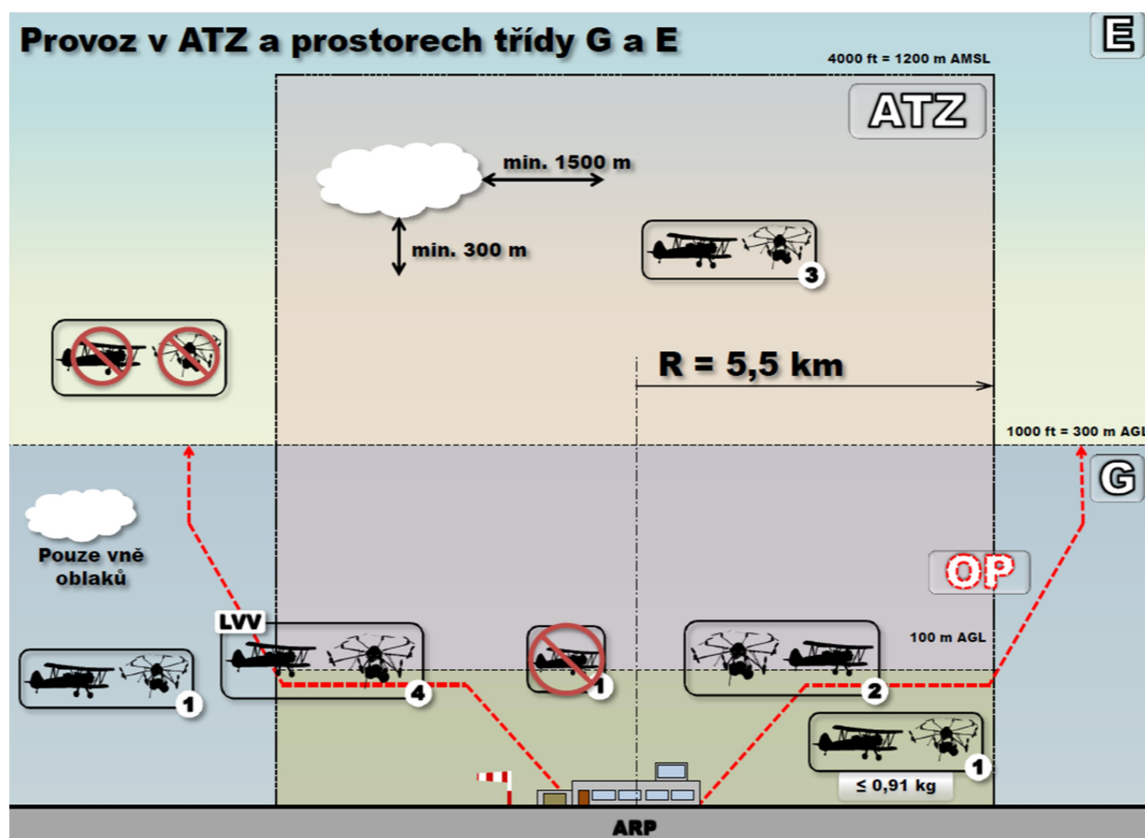 Provoz v ATZ a prostorech třídy G a E
E
4000 ft = 1200 m AMSL
ATZ
min. 1500 m
min. 300 m
3
R = 5,5 km
1000 ft = 300 m AGL
G
Pouze vně
oblaků
OP
LVV
100 m AGL
1
4
1
2
1
≤ 0,91 kg
ARP